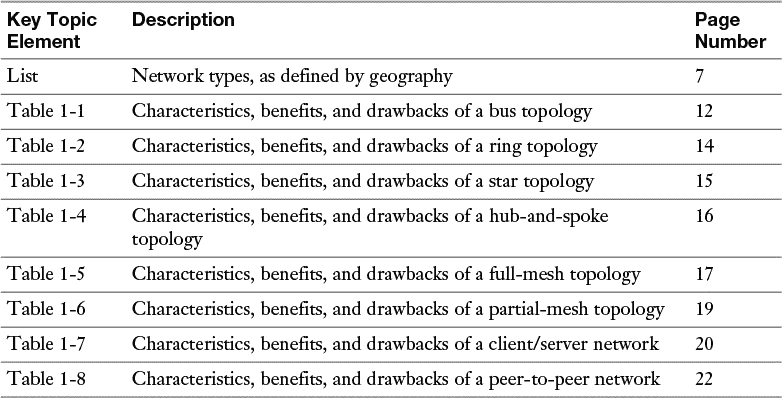 Key Topic Element Description Page Number
List Network types, as defined by geography 7
Table 1-1 Characteristics, benefits, and drawbacks of a bus topology 12
Table 1-2 Characteristics, benefits, and drawbacks of a ring topology 14
Table 1-3 Characteristics, benefits, and drawbacks of a star topology 15
Table 1-4 Characteristics, benefits, and drawbacks of a hub-and-spoke topology 16
Table 1-5 Characteristics, benefits, and drawbacks of a full-mesh topology 17
Table 1-6 Characteristics, benefits, and drawbacks of a partial-mesh topology 19
Table 1-7 Characteristics, benefits, and drawbacks of a client/server network 20
Table 1-8 Characteristics, benefits, and drawbacks of a peer-to-peer network 22